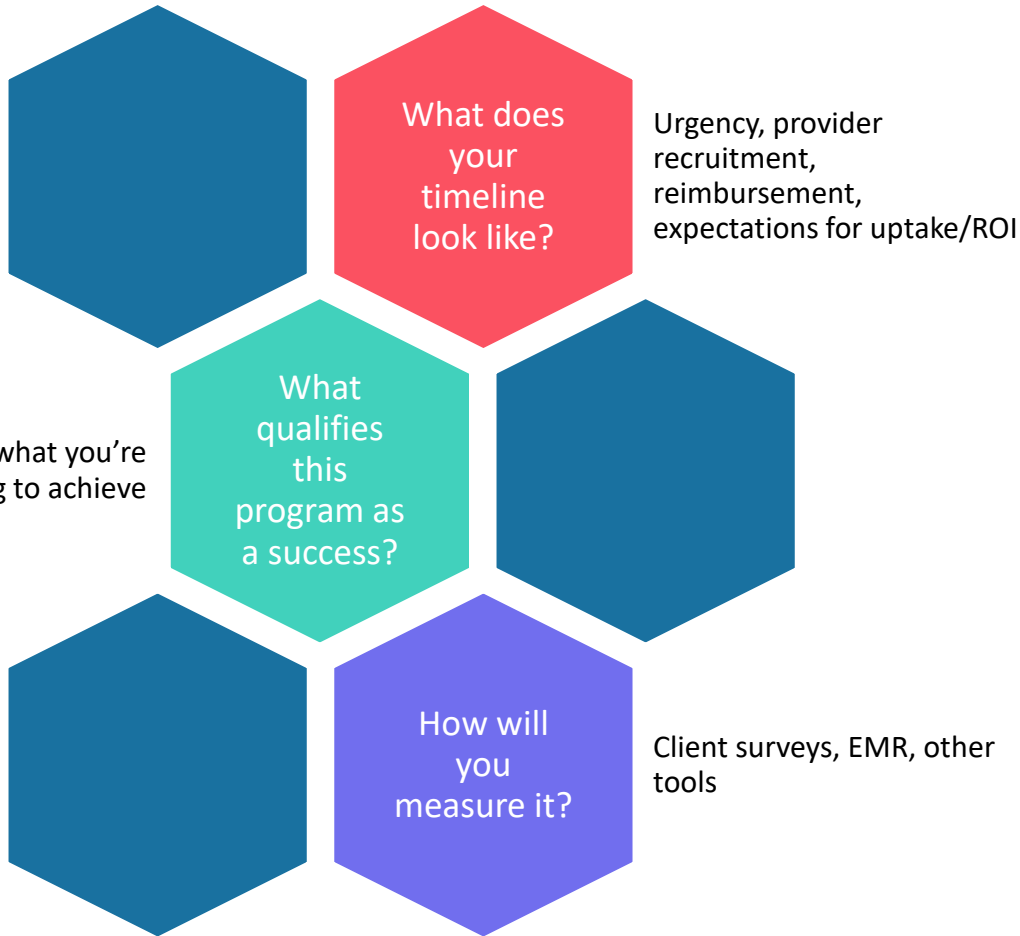 What does
your
timeline
look like?
Urgency, provider
recruitment,
reimbursement,
expectations for uptake/ROI
what you're
to achieve
What
qualifies
this
program as
a success?
How will
you
measure it?
Client surveys, EMR, other
tools